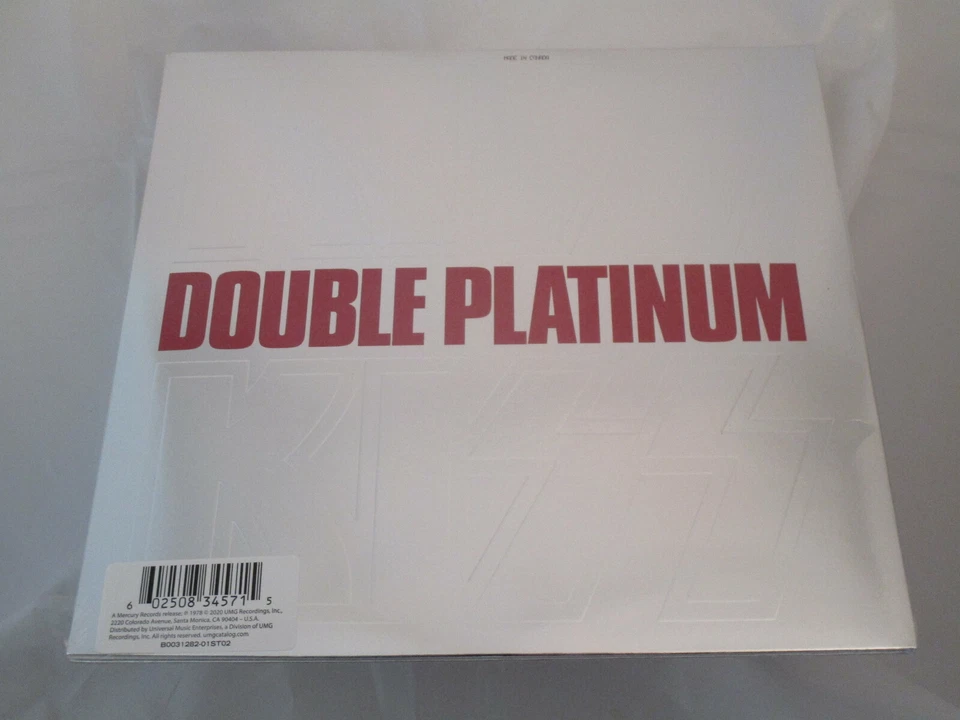 MADE IN CANADA
DOUBLE PLATINUM
KISS
6 02508 34571 5
A Mercury Records release; ℗ 1978 © 2020 UMG Recordings, Inc.,
2220 Colorado Avenue, Santa Monica, CA 90404 – U.S.A.
Distributed by Universal Music Enterprises, a Division of UMG
Recordings, Inc. All rights reserved. umgcatalog.com
B0031282-01ST02